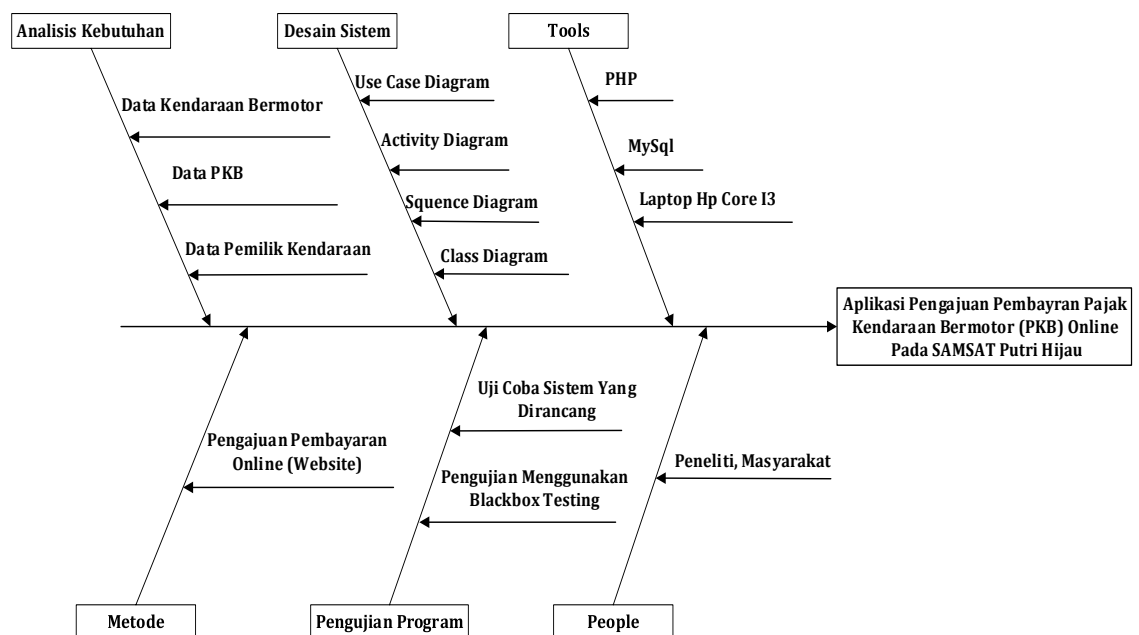 Analisis Kebutuhan
Desain Sistem
Tools
Data Kendaraan Bermotor
Data PKB
Data Pemilik Kendaraan
Use Case Diagram
Activity Diagram
Squence Diagram
Class Diagram
PHP
MySql
Laptop Hp Core I3
Aplikasi Pengajuan Pembayran Pajak
Kendaraan Bermotor (PKB) Online
Pada SAMSAT Putri Hijau
Pengajuan Pembayaran
Online (Website)
Uji Coba Sistem Yang
Dirancang
Pengujian Menggunakan
Blackbox Testing
Peneliti, Masyarakat
Metode
Pengujian Program
People